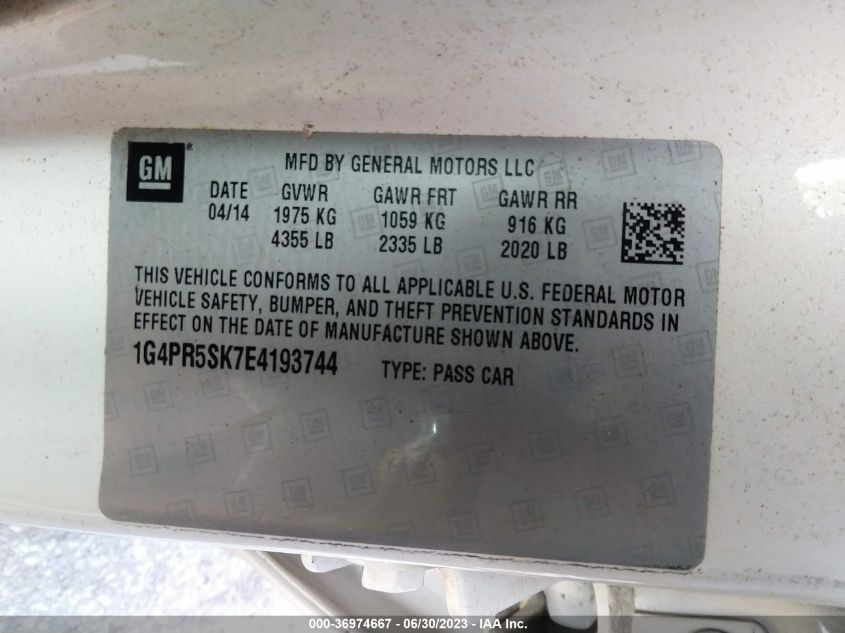 GM ®
MFD BY GENERAL MOTORS LLC
DATE GVWR GAWR FRT GAWR RR
04/14 1975 KG 1059 KG 916 KG
4355 LB 2335 LB 2020 LB
THIS VEHICLE CONFORMS TO ALL APPLICABLE U.S. FEDERAL MOTOR
VEHICLE SAFETY, BUMPER, AND THEFT PREVENTION STANDARDS IN
EFFECT ON THE DATE OF MANUFACTURE SHOWN ABOVE.
1G4PR5SK7E4193744 TYPE: PASS CAR
000-36974667 - 06/30/2023 - IAA Inc.